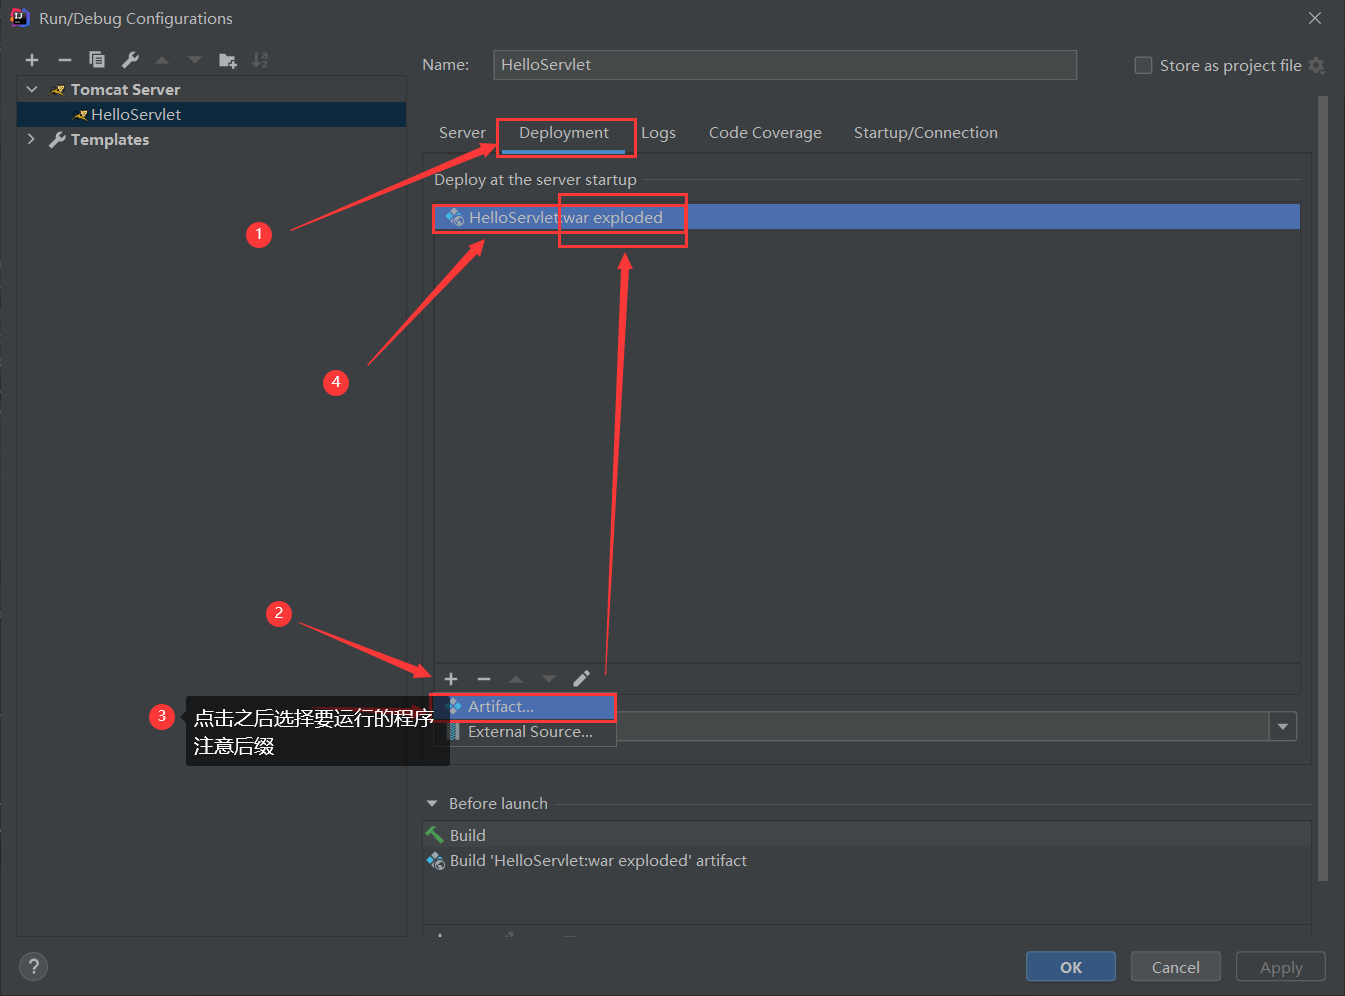 Run/Debug Configurations
Name:
HelloServlet
Store as project file
Tomcat Server
HelloServlet
Templates
Server
Deployment
Logs
Code Coverage
Startup/Connection
Deploy at the server startup
HelloServlet:war exploded
1
4
2
3
点击之后选择要运行的程序
注意后缀
Artifact...
External Source...
Before launch
Build
Build 'HelloServlet:war exploded' artifact
?
OK
Cancel
Apply